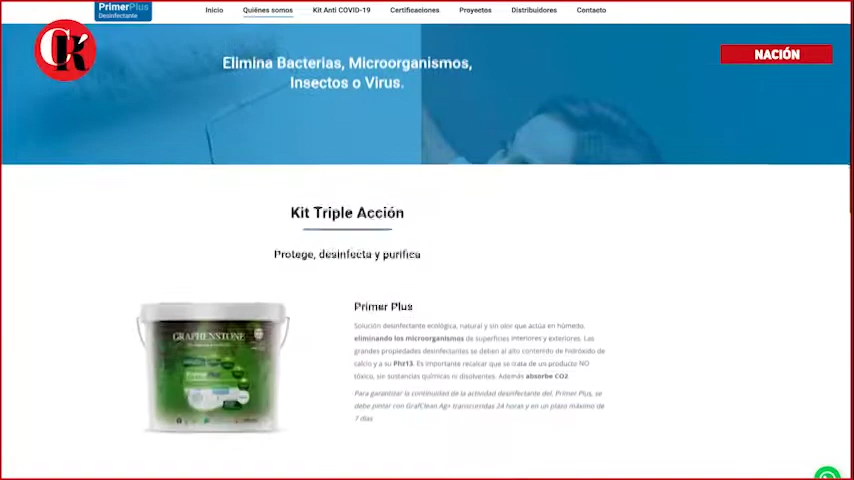 PrimerPlus
Desinfectante
Inicio
Quiénes somos
Kit Anti COVID-19
Certificaciones
Proyectos
Distribuidores
Contacto
CK
NACIÓN
Elimina Bacterias, Microorganismos,
Insectos o Virus.
Kit Triple Acción
Protege, desinfecta y purifica
GRAPHENSTONE
Primer Plus
Solución desinfectante ecológica, natural y sin olor que actúa en húmedo,
eliminando los microorganismos de superficies interiores y exteriores. Las
grandes propiedades desinfectantes se deben al alto contenido de hidróxido de
calcio y a su PH≥13. Es importante recalcar que se trata de un producto NO
tóxico, sin sustancias químicas ni disolventes. Además absorbe CO2.
Para garantizar la continuidad de la actividad desinfectante del. Primer Plus, se
debe pintar con GrafClean Ag+ transcurridas 24 horas y en un plazo máximo de
7 días